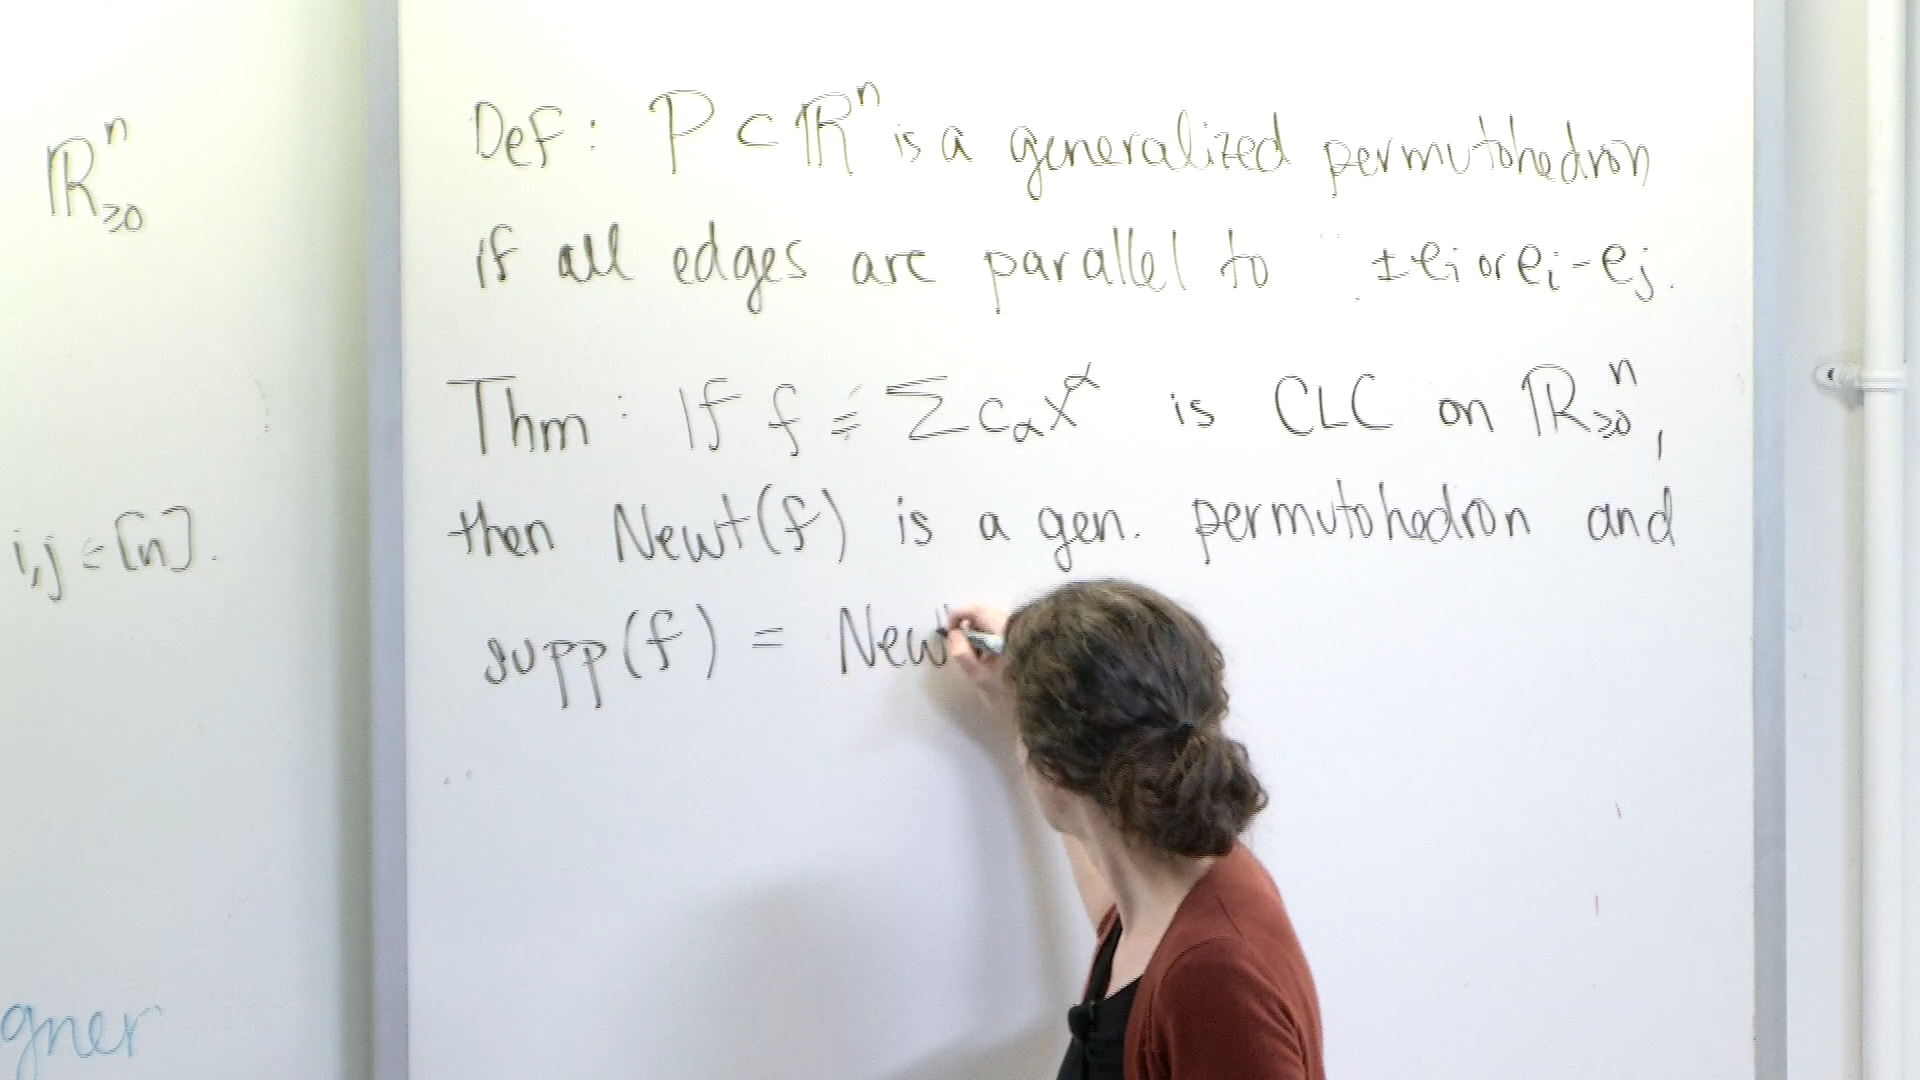 ℝⁿ≥0
i,j ∈ [n].
gner
Def: P ⊂ ℝⁿ is a generalized permutohedron
if all edges are parallel to ±eᵢ or eᵢ-eⱼ.
Thm: If f = Σ c_α x^α is CLC on ℝⁿ≥0,
then Newt(f) is a gen. permutohedron and
supp(f) = Newt